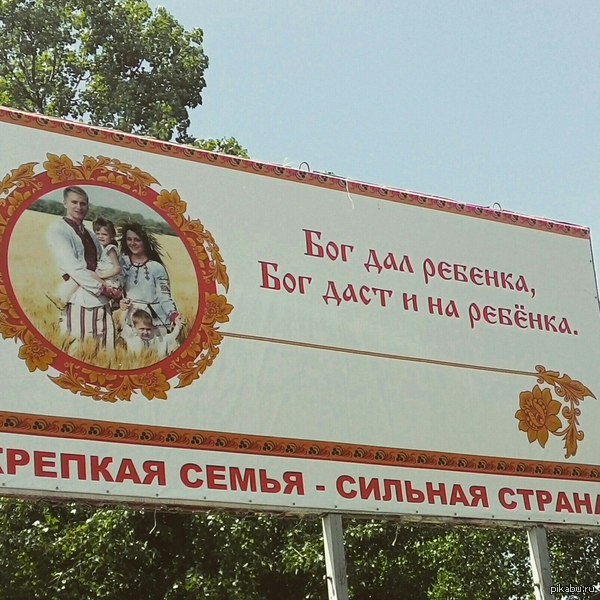 Бог дал ребенка,
Бог даст и на ребёнка.
КРЕПКАЯ СЕМЬЯ - СИЛЬНАЯ СТРАНА
pikabu.ru